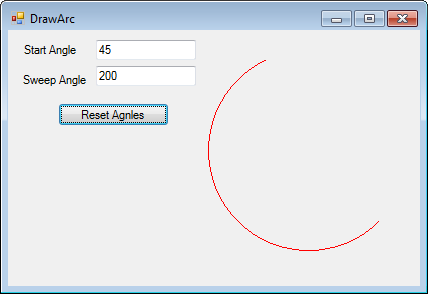 DrawArc
Start Angle 45
Sweep Angle 200
Reset Agnles